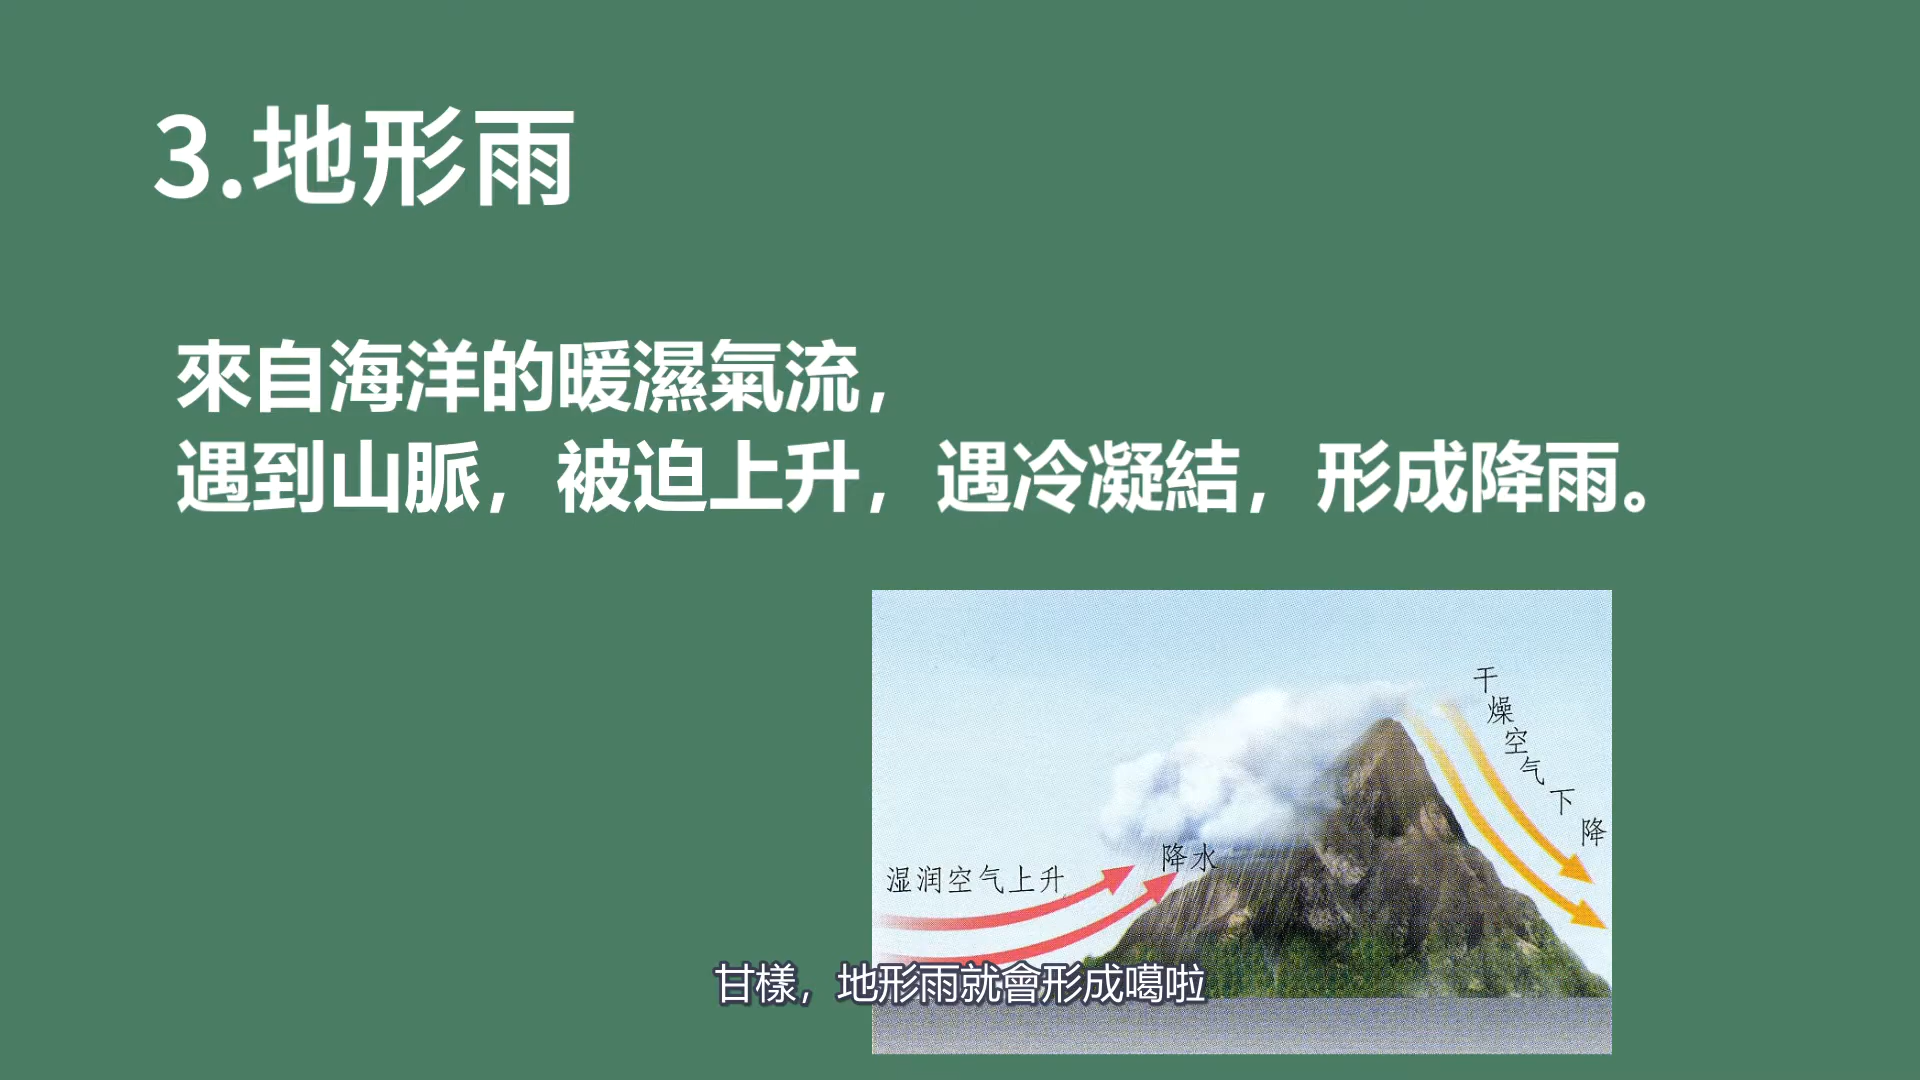 3.地形雨
來自海洋的暖濕氣流，
遇到山脈，被迫上升，遇冷凝結，形成降雨。
干燥空气下降
降水
湿润空气上升
甘樣，地形雨就會形成噶啦